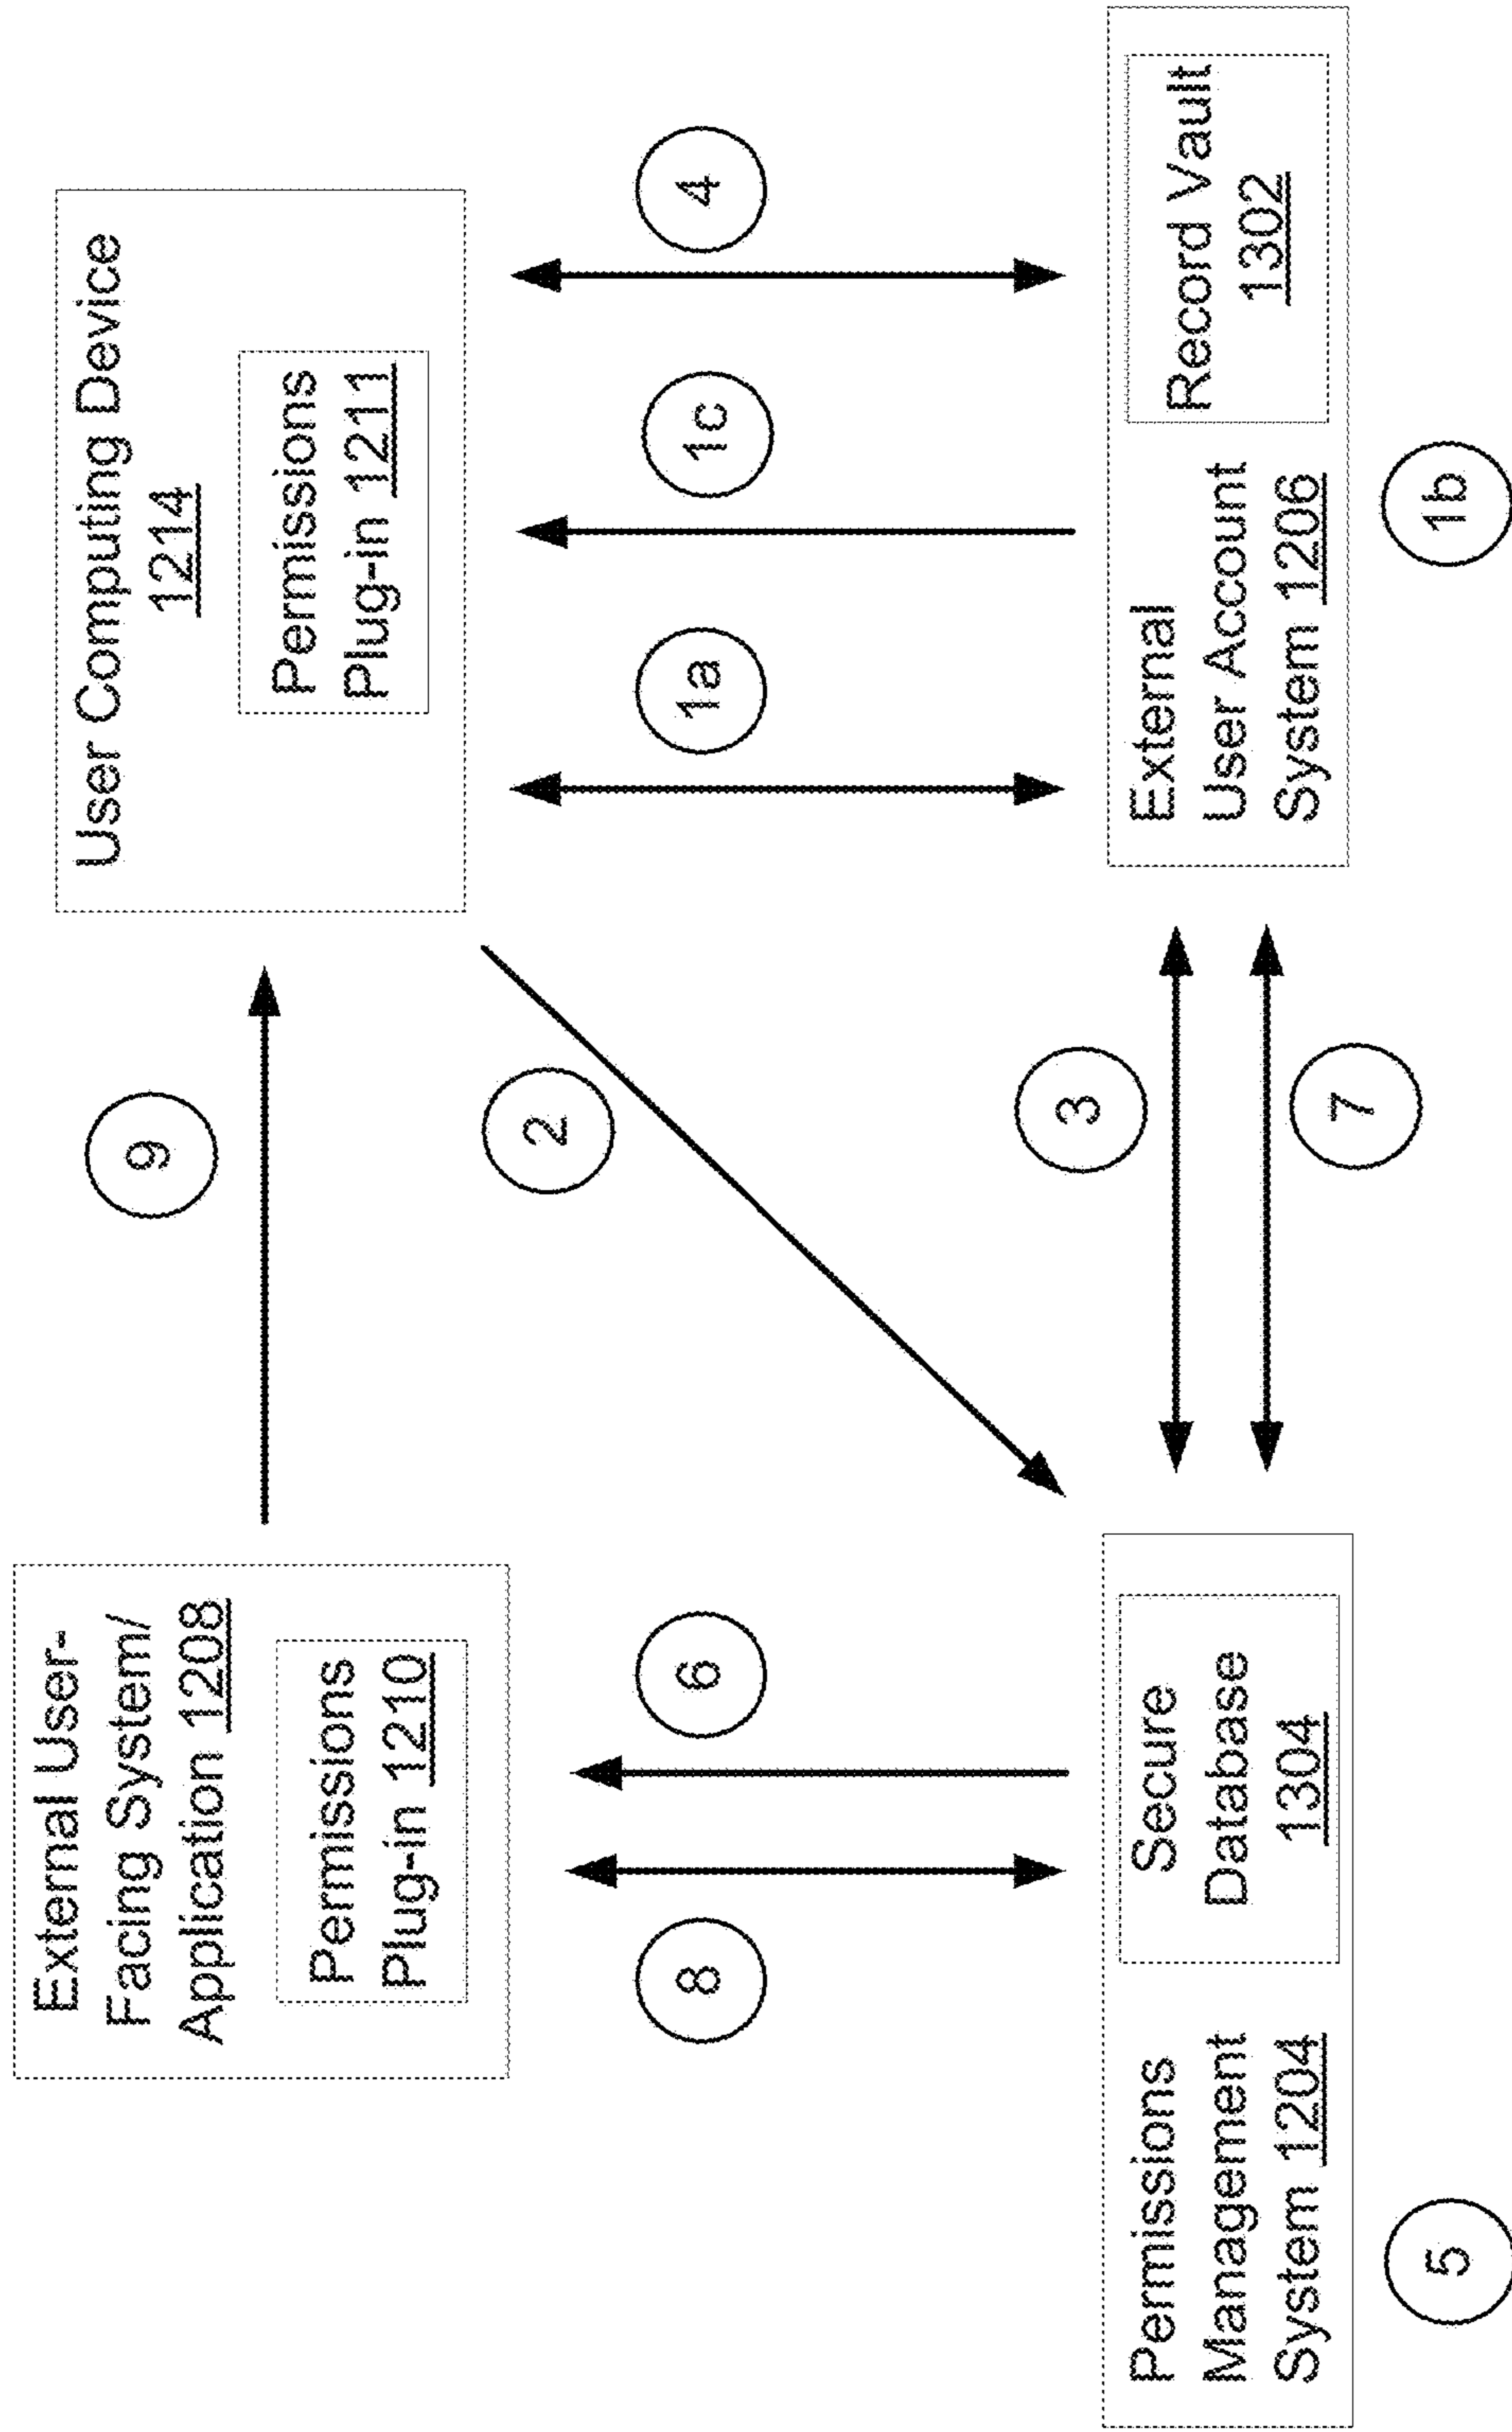 External User-
Facing System/
Application 1208
Permissions
Plug-in 1210
9
User Computing Device
1214
Permissions
Plug-in 1211
8
6
2
1a
1c
4
Permissions
Management
System 1204
Secure
Database
1304
3
7
External
User Account
System 1206
Record Vault
1302
5
1b